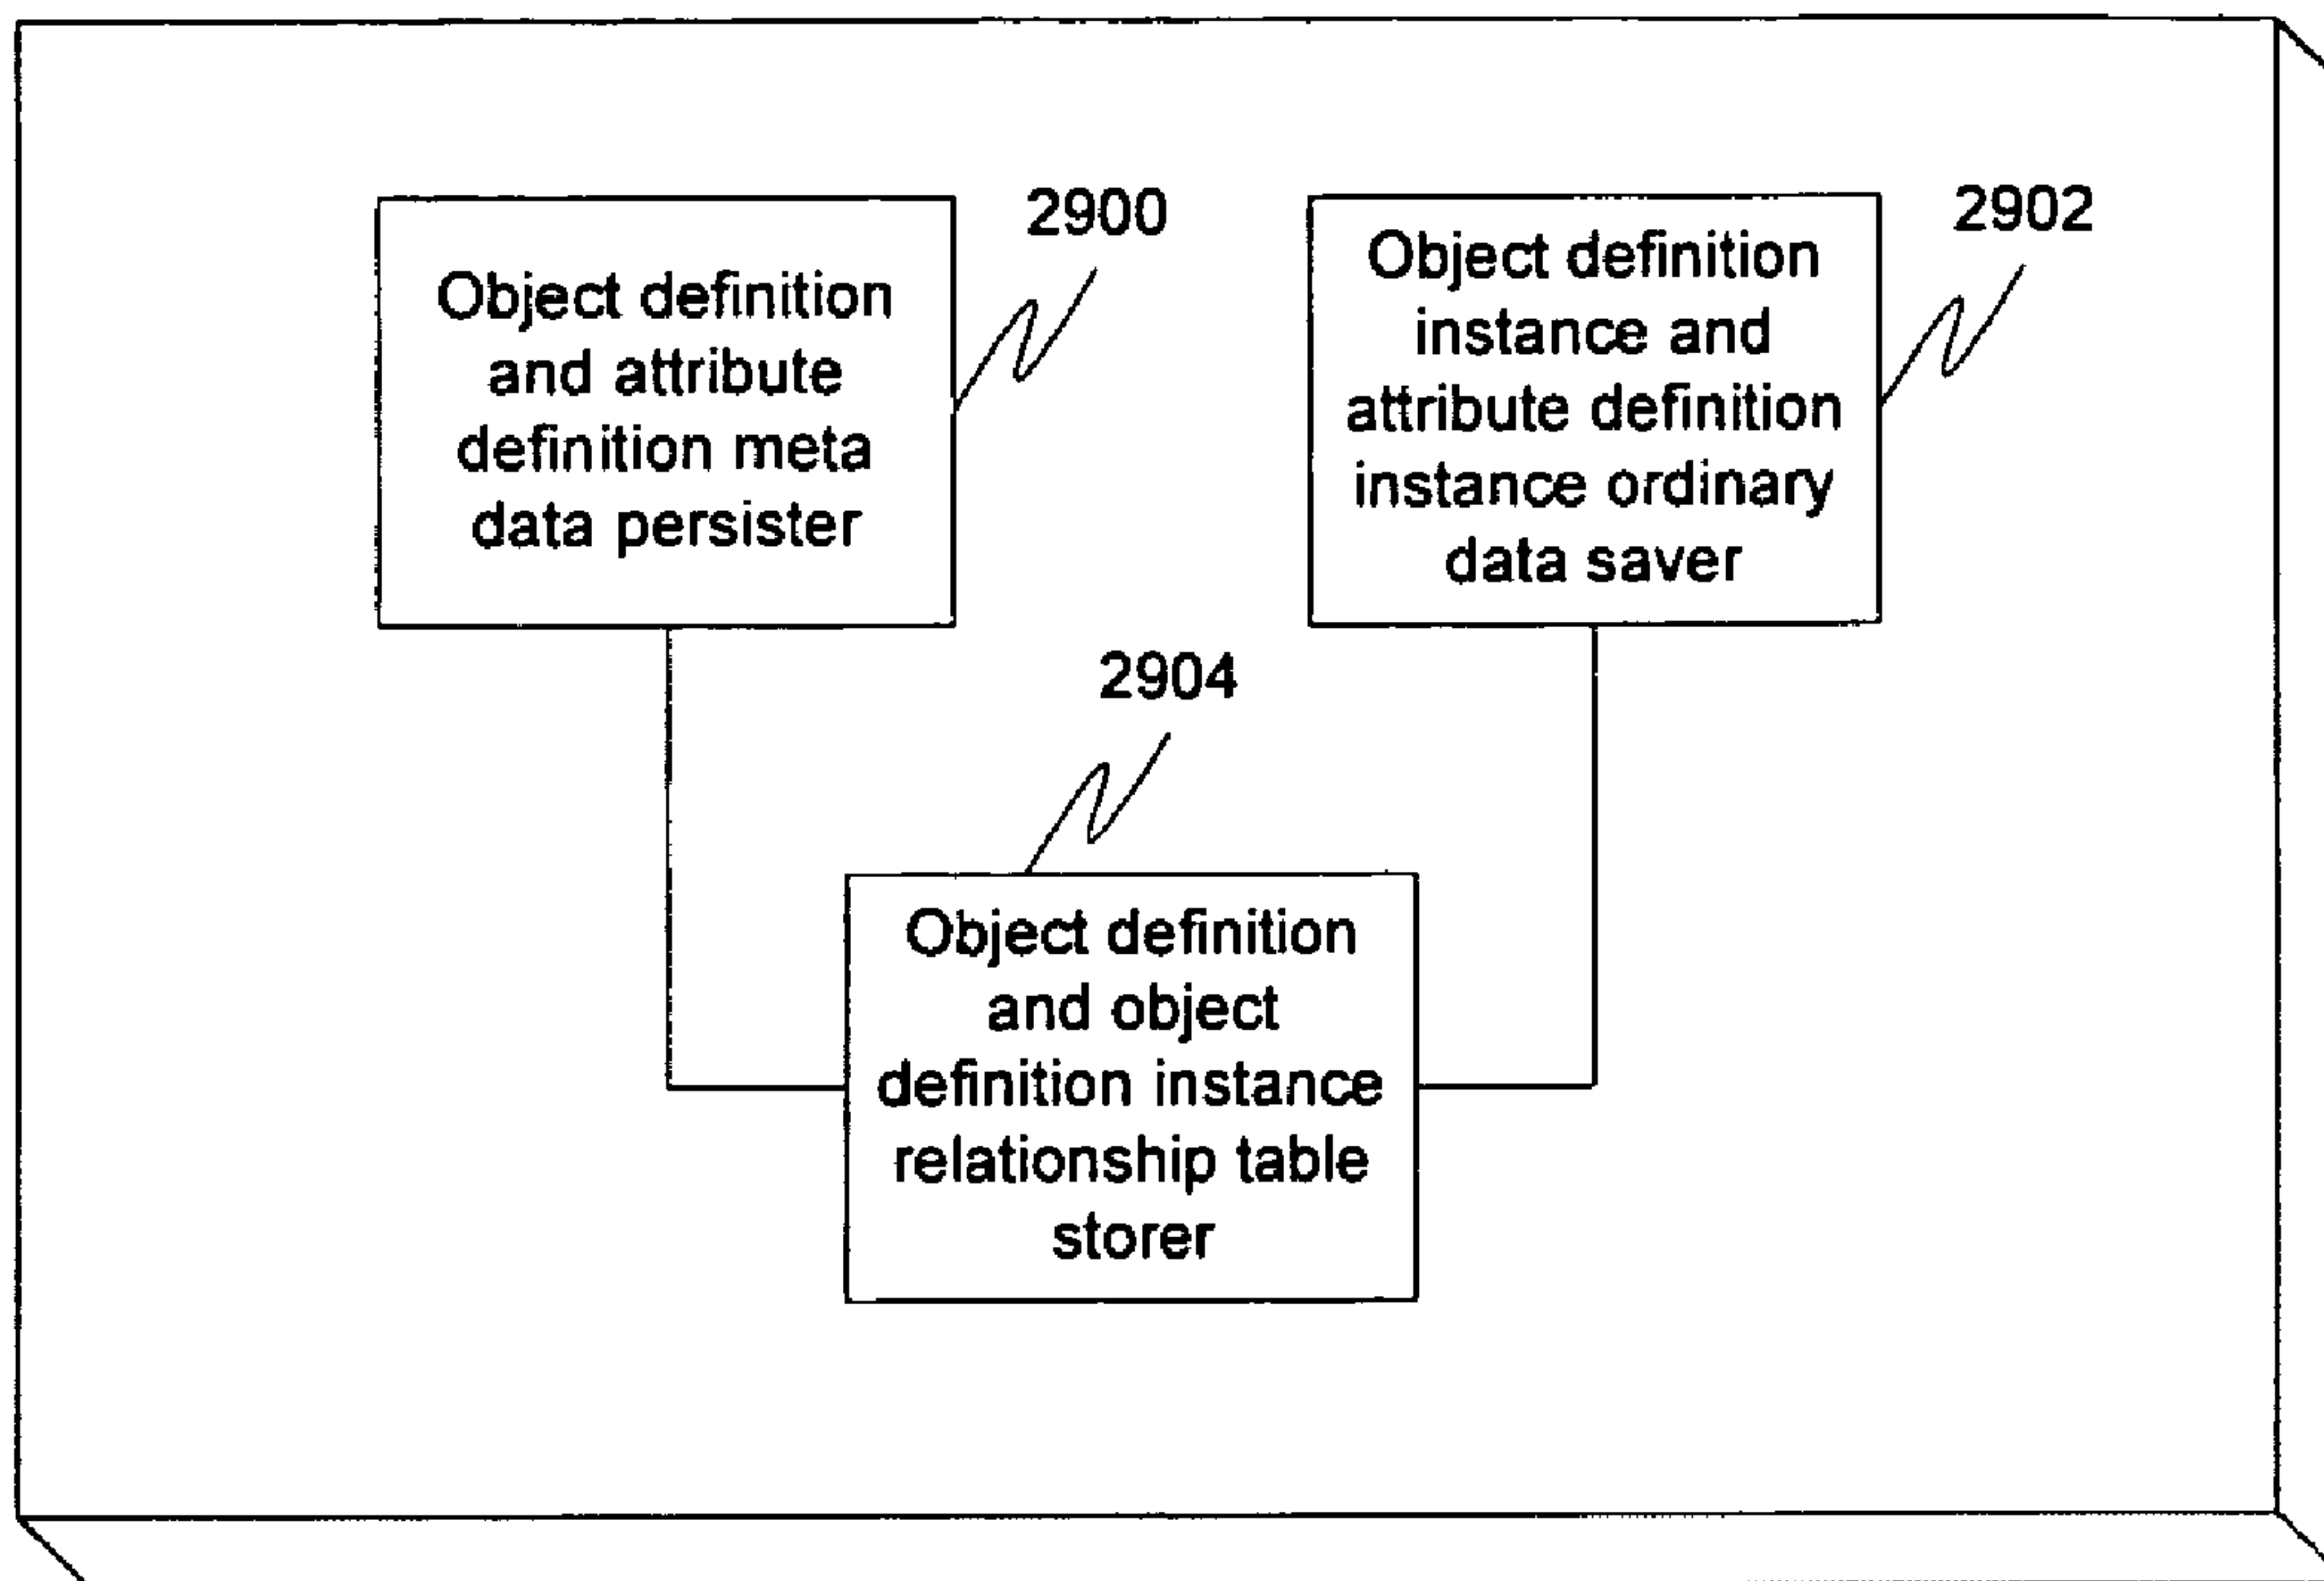 2900
Object definition
and attribute
definition meta
data persister
2902
Object definition
instance and
attribute definition
instance ordinary
data saver
2904
Object definition
and object
definition instance
relationship table
storer